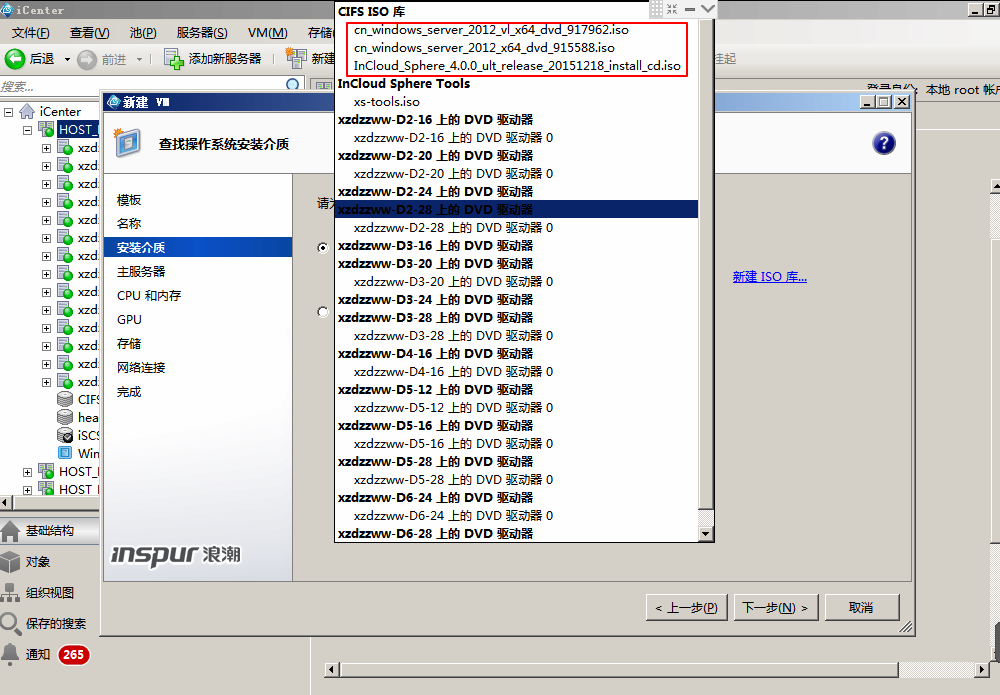 iCenter
文件(F)
查看(V)
池(P)
服务器(S)
VM(M)
存储
后退
前进
添加新服务器
新建
挂起
搜索...
登录身份: 本地 root 帐户
iCenter
HOST_
xzd
xzd
xzd
xzd
xzd
xzd
xzd
xzd
xzd
xzd
xzd
xzd
xzd
xzd
CIFS
hea
iSCS
Win
HOST_
HOST_
基础结构
对象
组织视图
保存的搜索
通知 265
新建 VM
查找操作系统安装介质
模板
名称
安装介质
主服务器
CPU 和内存
GPU
存储
网络连接
完成
inspur 浪潮
CIFS ISO 库
cn_windows_server_2012_vl_x64_dvd_917962.iso
cn_windows_server_2012_x64_dvd_915588.iso
InCloud_Sphere_4.0.0_ult_release_20151218_install_cd.iso
InCloud Sphere Tools
xs-tools.iso
xzdzzww-D2-16 上的 DVD 驱动器
xzdzzww-D2-16 上的 DVD 驱动器 0
xzdzzww-D2-20 上的 DVD 驱动器
xzdzzww-D2-20 上的 DVD 驱动器 0
xzdzzww-D2-24 上的 DVD 驱动器
xzdzzww-D2-28 上的 DVD 驱动器
xzdzzww-D2-28 上的 DVD 驱动器 0
xzdzzww-D3-16 上的 DVD 驱动器
xzdzzww-D3-20 上的 DVD 驱动器
xzdzzww-D3-20 上的 DVD 驱动器 0
xzdzzww-D3-24 上的 DVD 驱动器
xzdzzww-D3-28 上的 DVD 驱动器
xzdzzww-D3-28 上的 DVD 驱动器 0
xzdzzww-D4-16 上的 DVD 驱动器
xzdzzww-D4-16 上的 DVD 驱动器 0
xzdzzww-D5-12 上的 DVD 驱动器
xzdzzww-D5-12 上的 DVD 驱动器 0
xzdzzww-D5-16 上的 DVD 驱动器
xzdzzww-D5-16 上的 DVD 驱动器 0
xzdzzww-D5-28 上的 DVD 驱动器
xzdzzww-D5-28 上的 DVD 驱动器 0
xzdzzww-D6-24 上的 DVD 驱动器
xzdzzww-D6-24 上的 DVD 驱动器 0
xzdzzww-D6-28 上的 DVD 驱动器
新建 ISO 库...
< 上一步(P)
下一步(N) >
取消